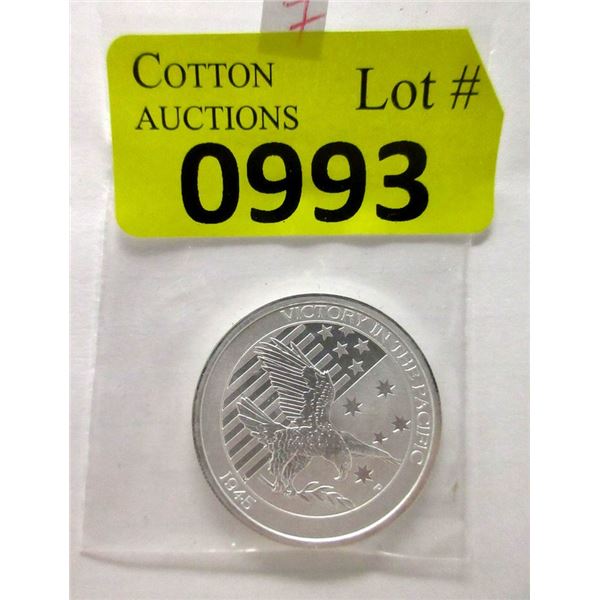 COTTON
AUCTIONS
Lot #
0993
VICTORY IN THE PACIFIC
1945
P